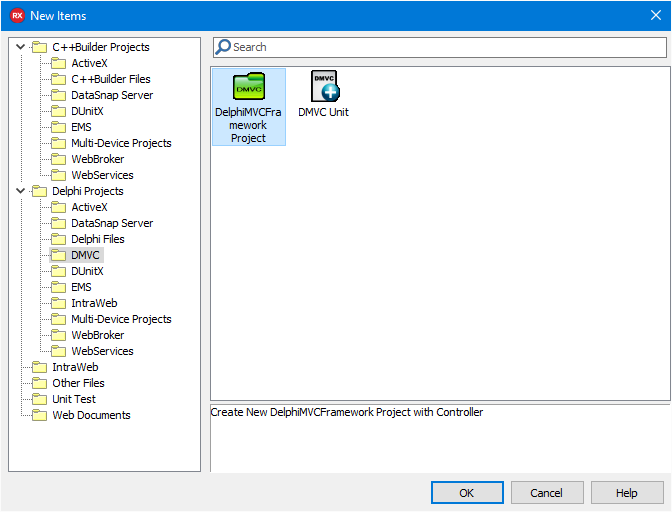 RX New Items
C++Builder Projects
ActiveX
C++Builder Files
DataSnap Server
DUnitX
EMS
Multi-Device Projects
WebBroker
WebServices
Delphi Projects
ActiveX
DataSnap Server
Delphi Files
DMVC
DUnitX
EMS
IntraWeb
Multi-Device Projects
WebBroker
WebServices
IntraWeb
Other Files
Unit Test
Web Documents
Search
DMVC
DelphiMVCFra
mework
Project
DMVC
DMVC Unit
Create New DelphiMVCFramework Project with Controller
OK
Cancel
Help